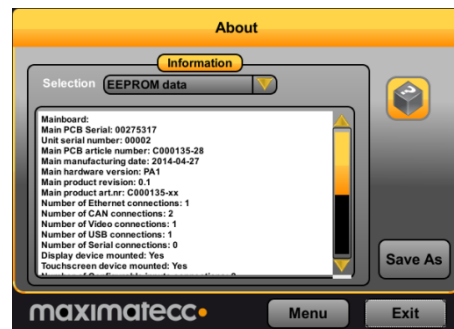 About
Information
Selection EEPROM data
?
Mainboard:
Main PCB Serial: 00275317
Unit serial number: 00002
Main PCB article number: C000135-28
Main manufacturing date: 2014-04-27
Main hardware version: PA1
Main product revision: 0.1
Main product art.nr: C000135-xx
Number of Ethernet connections: 1
Number of CAN connections: 2
Number of Video connections: 1
Number of USB connections: 1
Number of Serial connections: 0
Display device mounted: Yes
Touchscreen device mounted: Yes
Save As
maximatecc
Menu
Exit